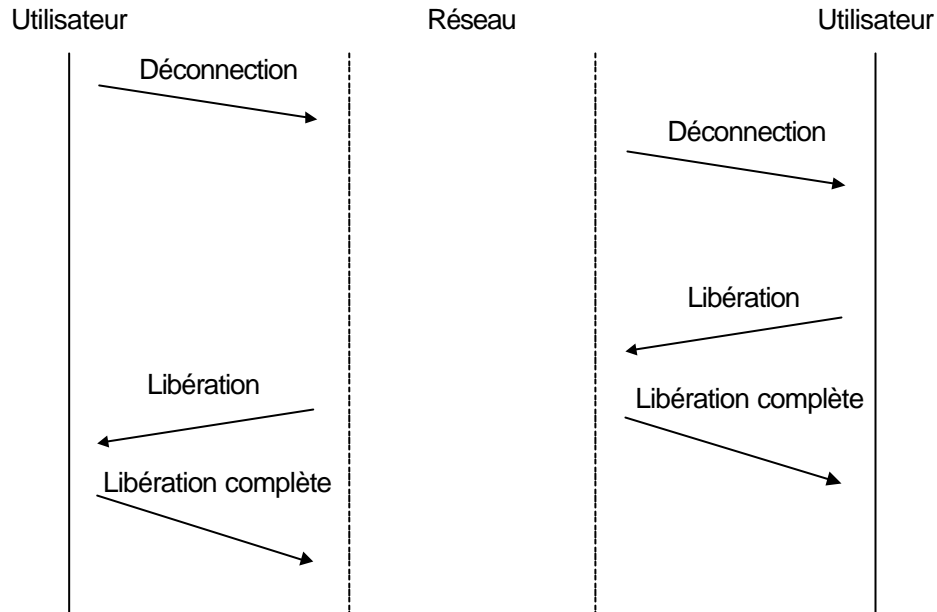 Utilisateur
Réseau
Utilisateur
Déconnection
Déconnection
Libération
Libération
Libération complète
Libération complète